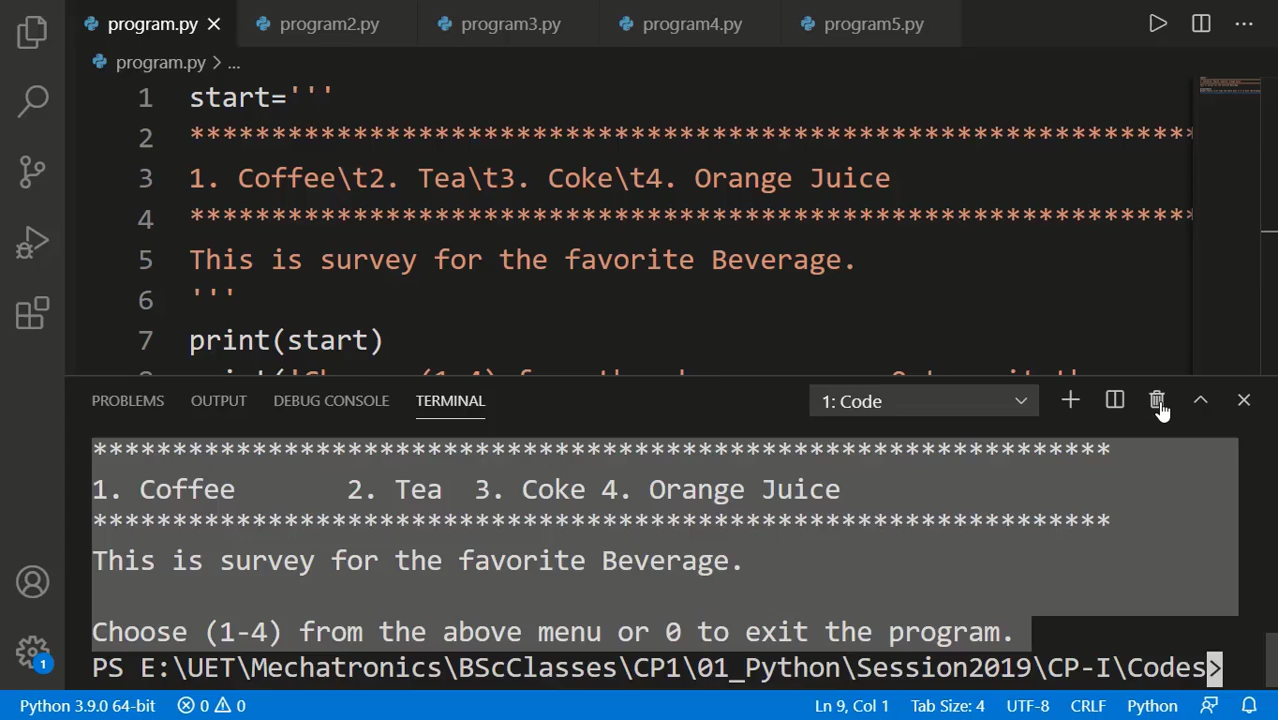 program.py
program2.py
program3.py
program4.py
program5.py
program.py > ...
1 start='''
2 **************************************************************
3 1. Coffee\t2. Tea\t3. Coke\t4. Orange Juice
4 **************************************************************
5 This is survey for the favorite Beverage.
6 '''
7 print(start)
PROBLEMS OUTPUT DEBUG CONSOLE TERMINAL 1: Code
****************************************************************
1. Coffee 2. Tea 3. Coke 4. Orange Juice
****************************************************************
This is survey for the favorite Beverage.
Choose (1-4) from the above menu or 0 to exit the program.
PS E:\UET\Mechatronics\BScClasses\CP1\01_Python\Session2019\CP-I\Codes>
1
Python 3.9.0 64-bit 0 0 Ln 9, Col 1 Tab Size: 4 UTF-8 CRLF Python